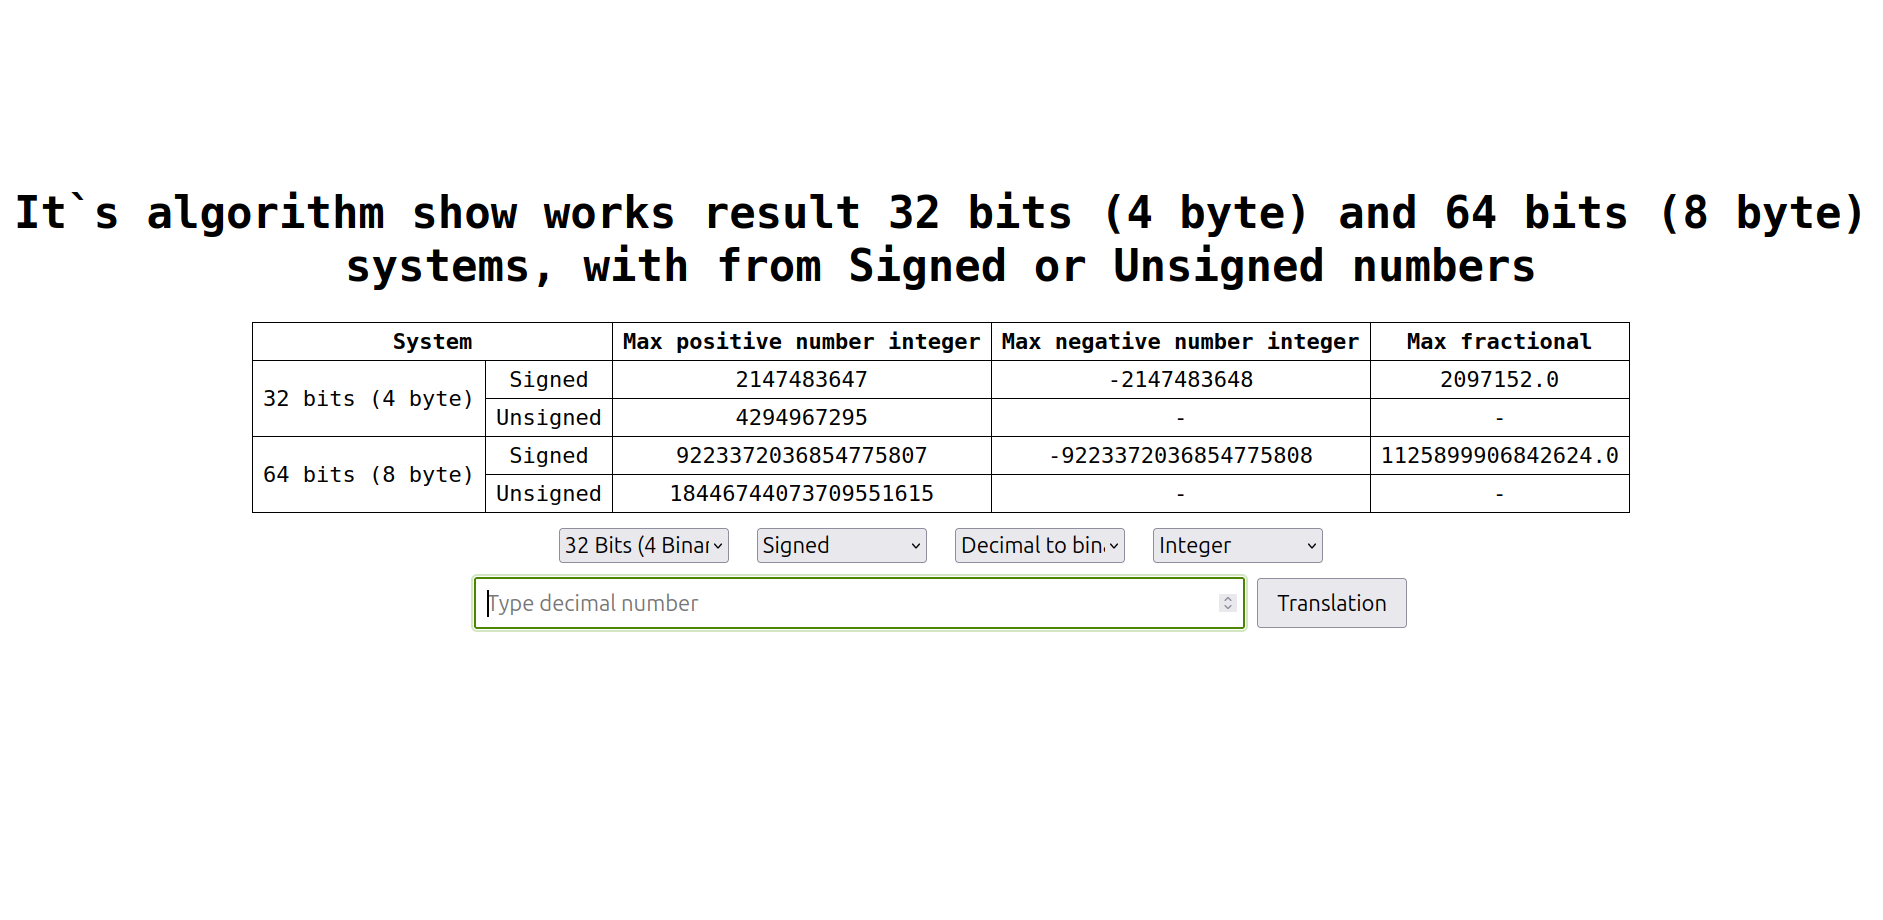 It`s algorithm show works result 32 bits (4 byte) and 64 bits (8 byte)
systems, with from Signed or Unsigned numbers
System Max positive number integer Max negative number integer Max fractional
32 bits (4 byte) Signed 2147483647 -2147483648 2097152.0
Unsigned 4294967295 - -
64 bits (8 byte) Signed 9223372036854775807 -9223372036854775808 1125899906842624.0
Unsigned 18446744073709551615 - -
32 Bits (4 Binar Signed Decimal to bin Integer
Type decimal number Translation